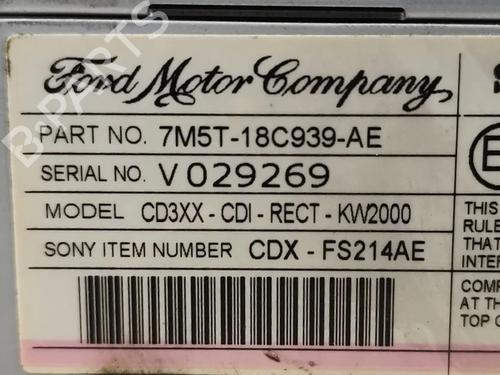 Ford Motor Company
PART NO. 7M5T-18C939-AE
SERIAL NO. V 029269
MODEL CD3XX - CDI - RECT - KW2000
SONY ITEM NUMBER CDX - FS214AE
S
E
THIS
RULE
THAT
INTER
COMP
AT TH
TOP O
B-PARTS